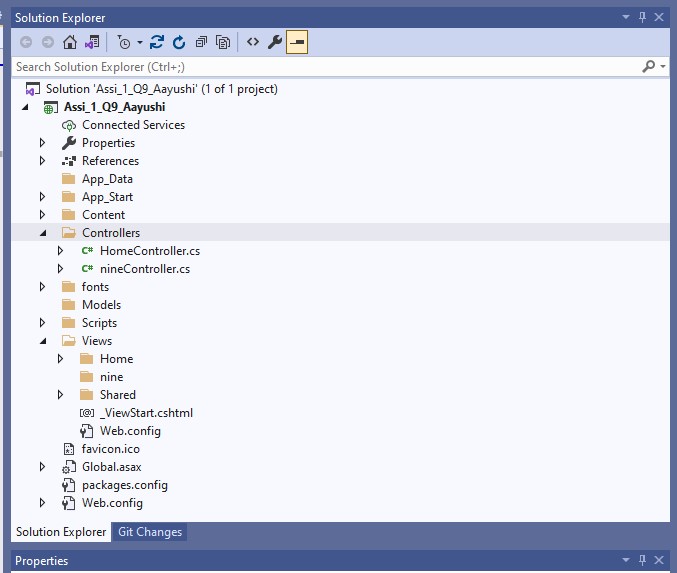 Solution Explorer
Search Solution Explorer (Ctrl+;)
Solution 'Assi_1_Q9_Aayushi' (1 of 1 project)
Assi_1_Q9_Aayushi
Connected Services
Properties
References
App_Data
App_Start
Content
Controllers
C# HomeController.cs
C# nineController.cs
fonts
Models
Scripts
Views
Home
nine
Shared
[@] _ViewStart.cshtml
Web.config
favicon.ico
Global.asax
packages.config
Web.config
Solution Explorer Git Changes
Properties